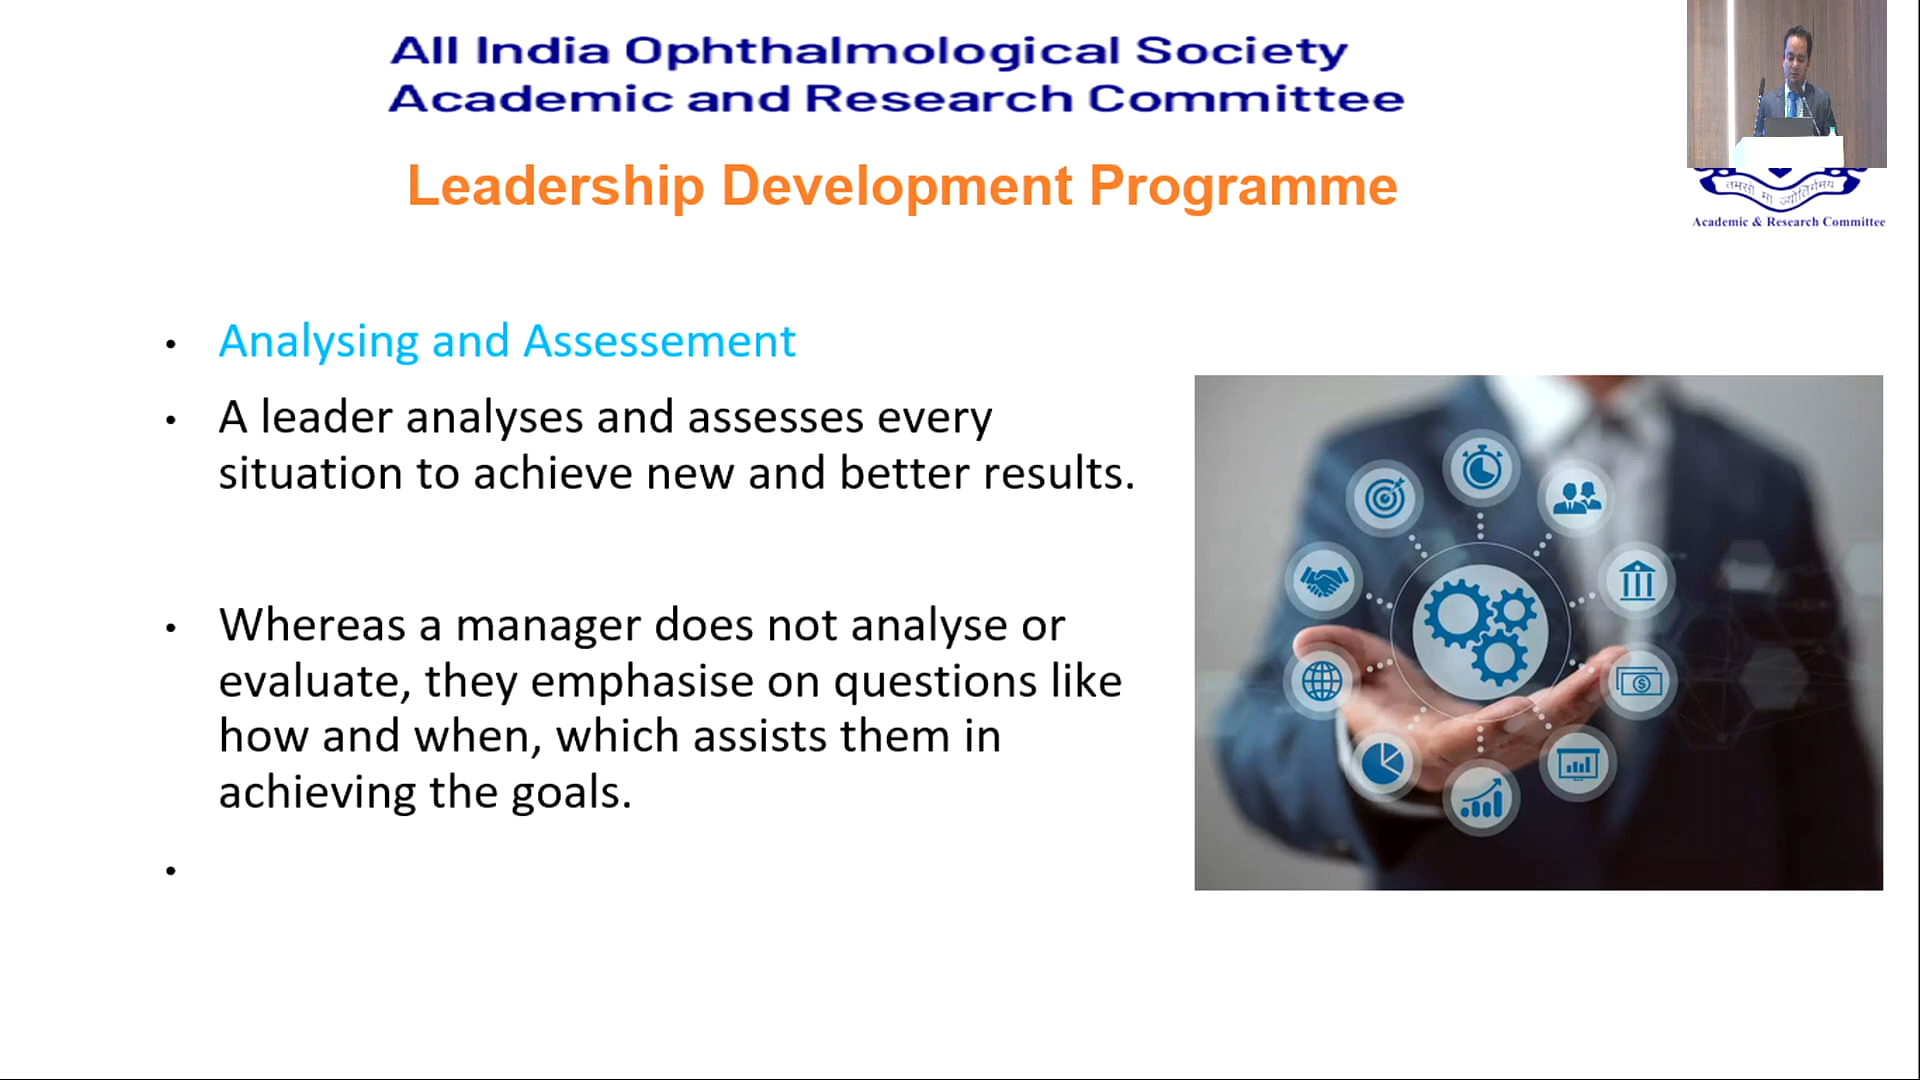 All India Ophthalmological Society
Academic and Research Committee
Leadership Development Programme
तमसो मा ज्योतिर्गमय
Academic & Research Committee
• Analysing and Assessement
• A leader analyses and assesses every
situation to achieve new and better results.
• Whereas a manager does not analyse or
evaluate, they emphasise on questions like
how and when, which assists them in
achieving the goals.
•